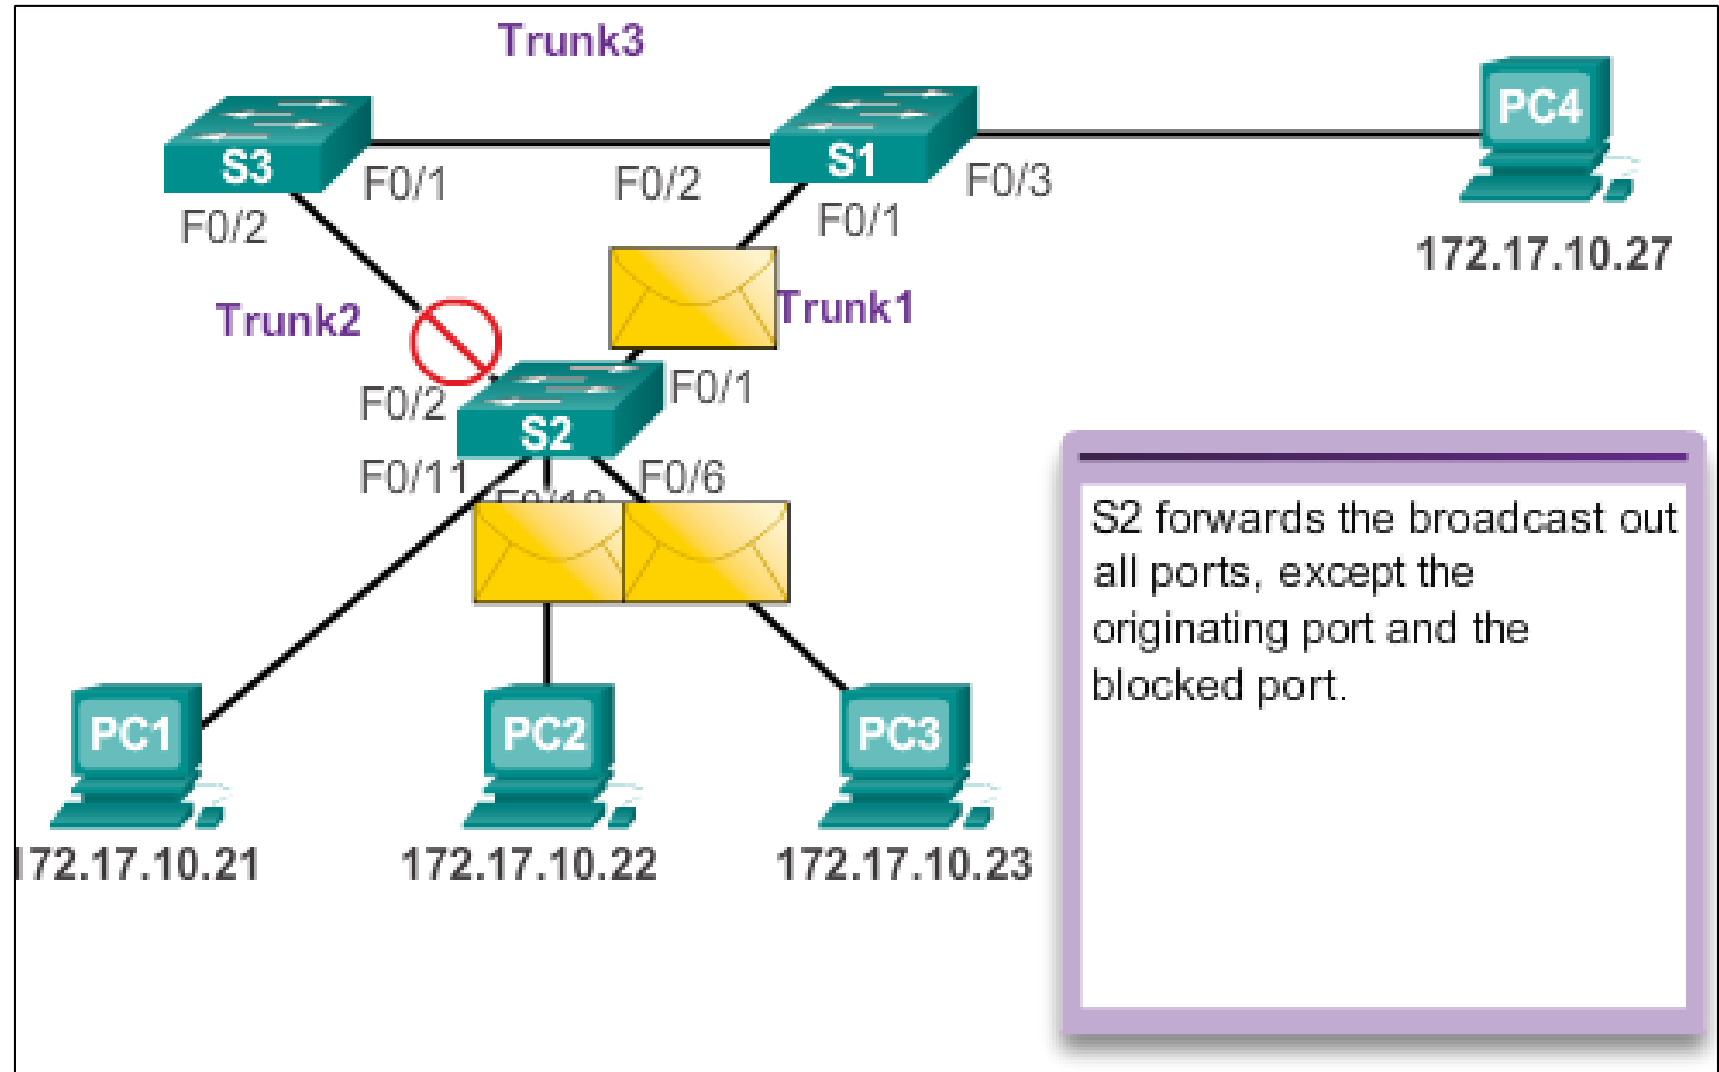 Trunk3
PC4
S3
S1
F0/1
F0/2
F0/3
F0/2
F0/1
172.17.10.27
Trunk2
Trunk1
F0/2
F0/1
S2
F0/11
F0/6
S2 forwards the broadcast out
all ports, except the
originating port and the
blocked port.
PC1
PC2
PC3
172.17.10.21
172.17.10.22
172.17.10.23